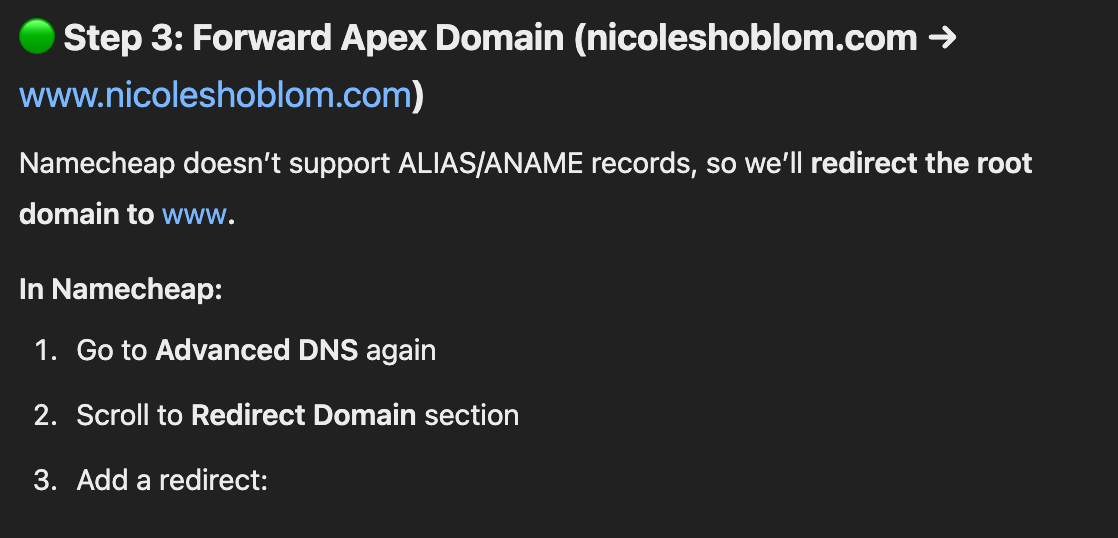 Step 3: Forward Apex Domain (nicoleshoblom.com →
www.nicoleshoblom.com)
Namecheap doesn’t support ALIAS/ANAME records, so we’ll redirect the root
domain to www.
In Namecheap:
1. Go to Advanced DNS again
2. Scroll to Redirect Domain section
3. Add a redirect: